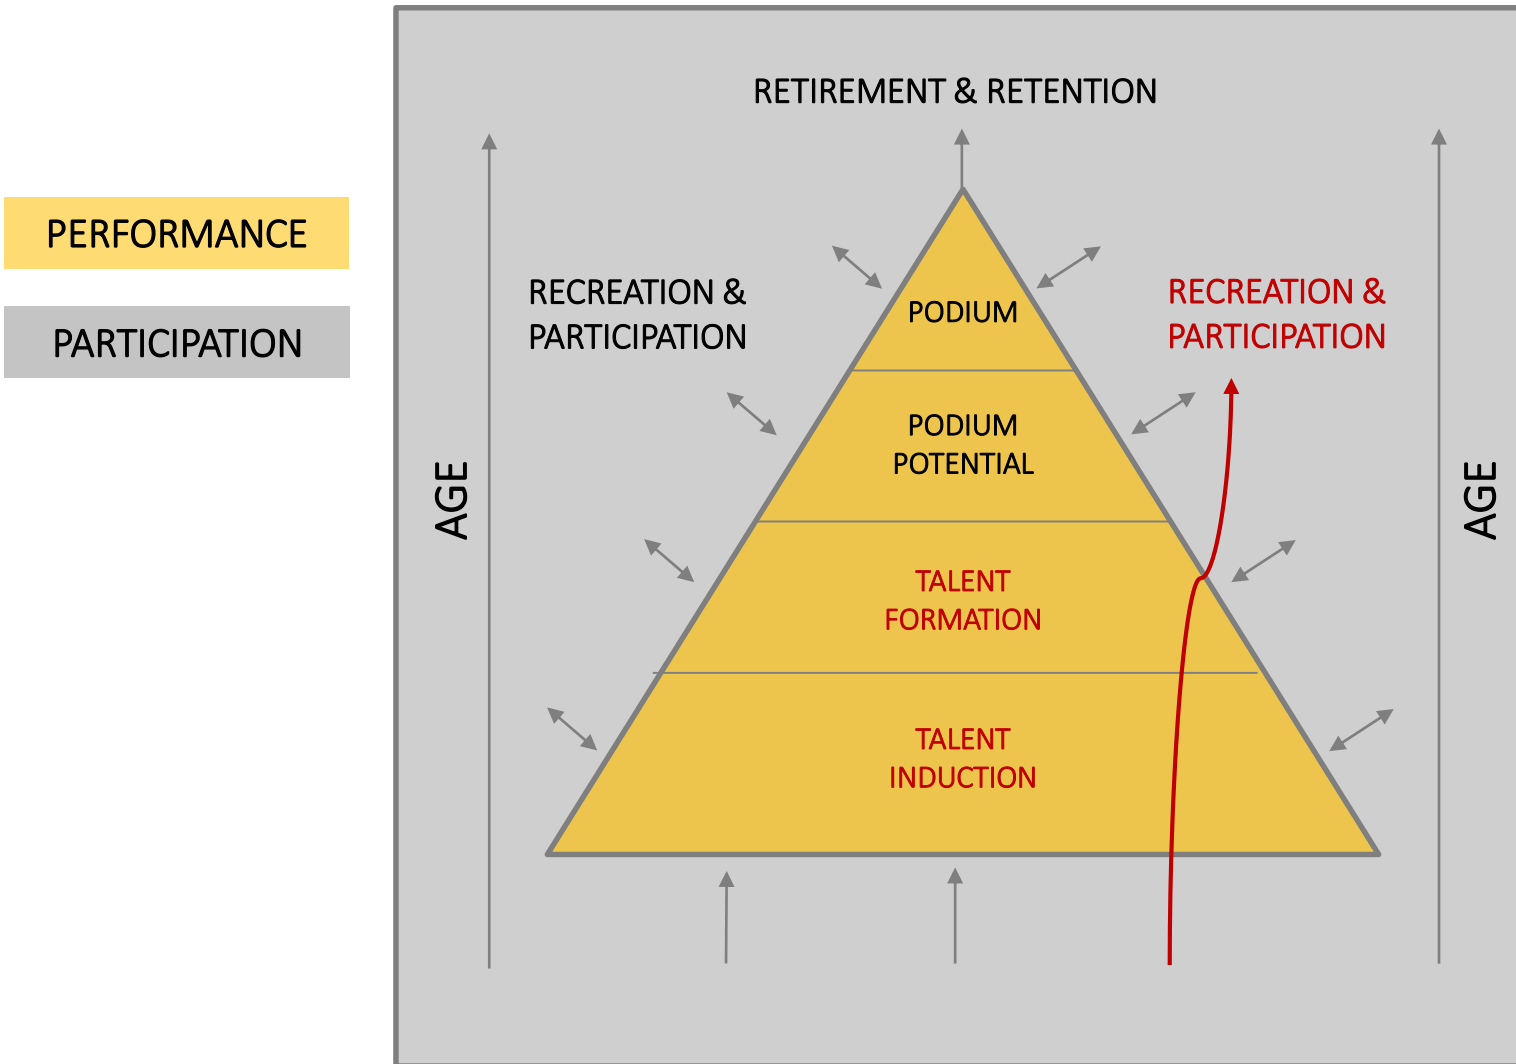 RETIREMENT & RETENTION
PERFORMANCE
PARTICIPATION
RECREATION &
PARTICIPATION
PODIUM
RECREATION &
PARTICIPATION
PODIUM
POTENTIAL
AGE
AGE
TALENT
FORMATION
TALENT
INDUCTION